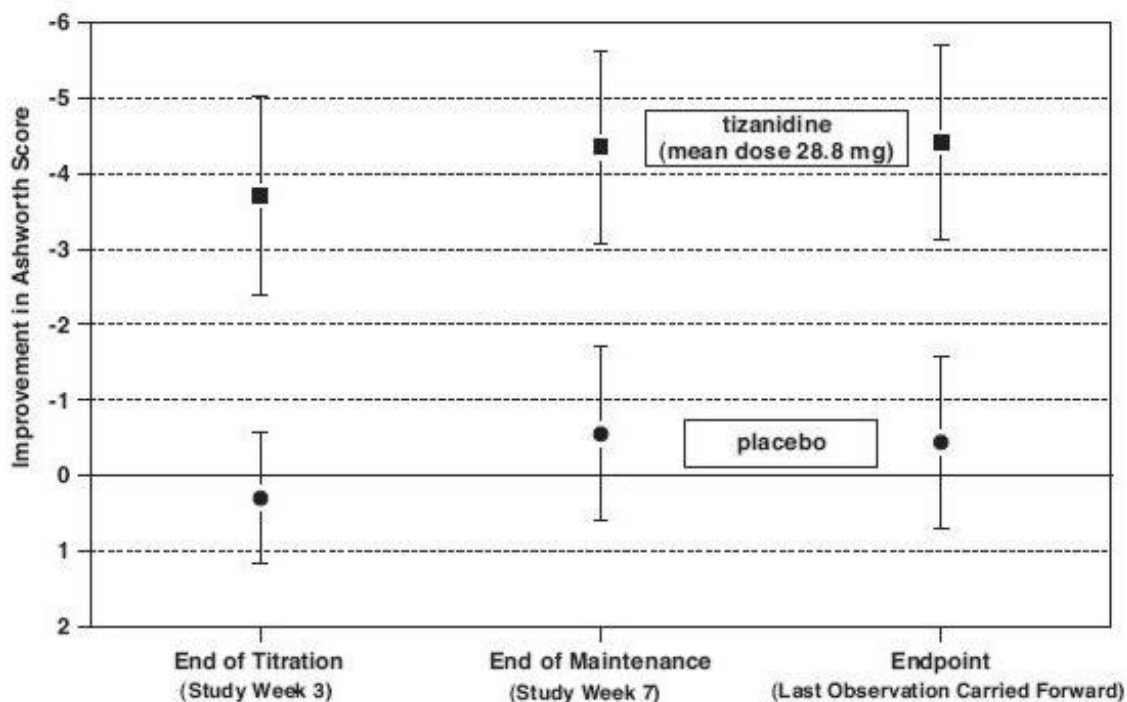 Improvement in Ashworth Score
-6
-5
-4
-3
-2
-1
0
1
2
tizanidine
(mean dose 28.8 mg)
placebo
End of Titration
(Study Week 3)
End of Maintenance
(Study Week 7)
Endpoint
(Last Observation Carried Forward)